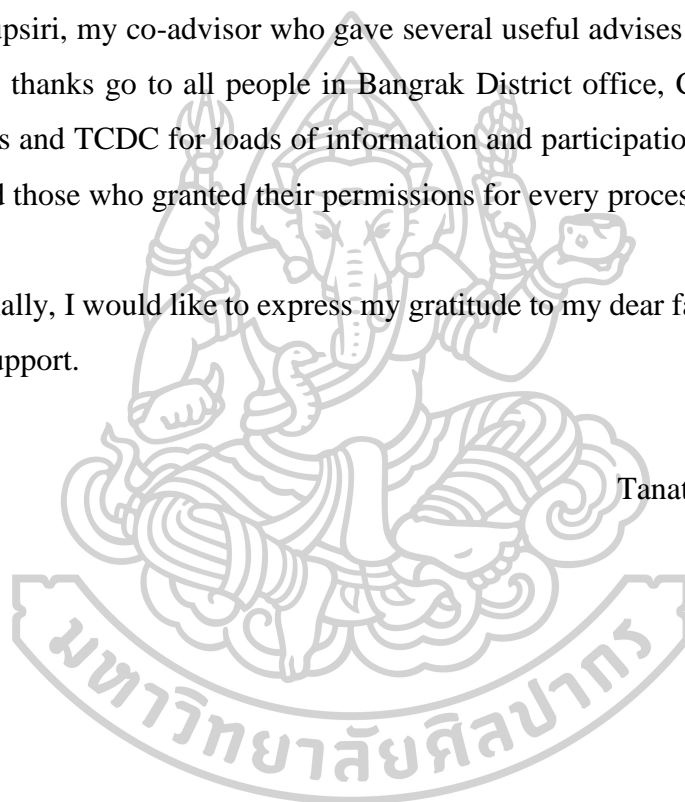 upsiri, my co-advisor who gave several useful advises
thanks go to all people in Bangrak District office, C
s and TCDC for loads of information and participatio
d those who granted their permissions for every proces
ally, I would like to express my gratitude to my dear fa
upport.
Tanat
มหาวิทยาลัยศิลปากร